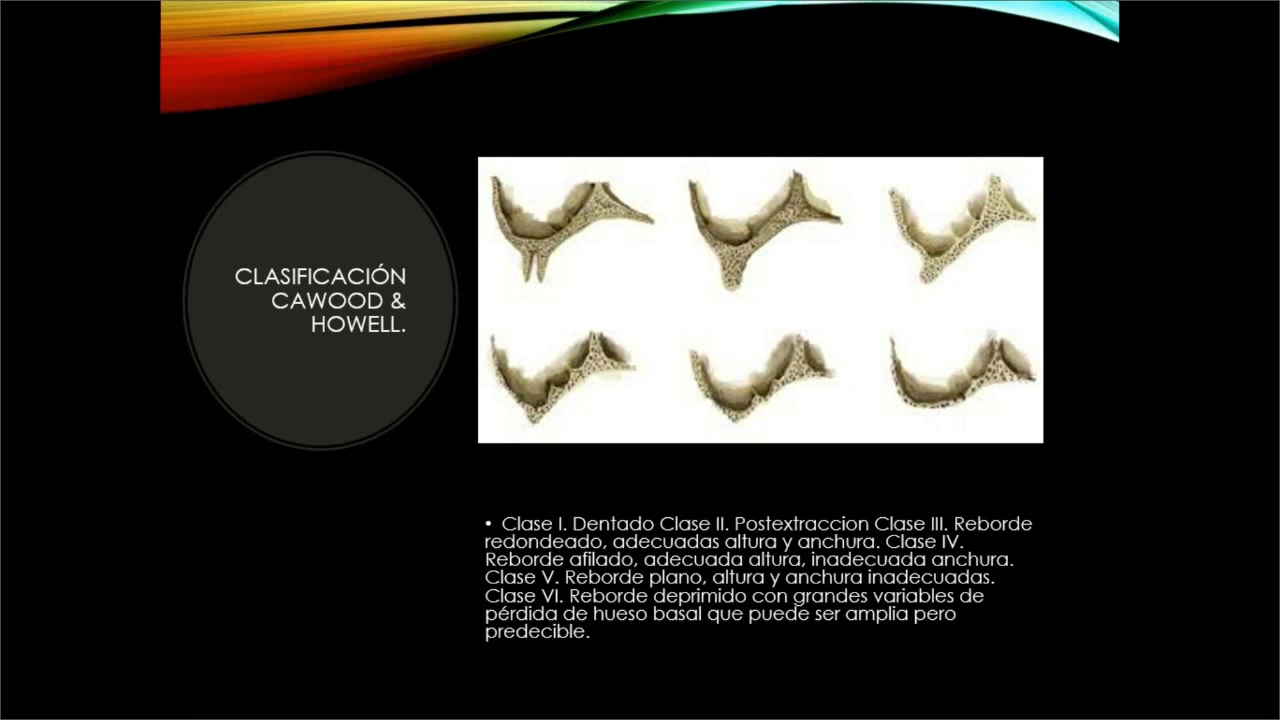 CLASIFICACIÓN
CAWOOD &
HOWELL.
• Clase I. Dentado Clase II. Postextraccion Clase III. Reborde
redondeado, adecuadas altura y anchura. Clase IV.
Reborde afilado, adecuada altura, inadecuada anchura.
Clase V. Reborde plano, altura y anchura inadecuadas.
Clase VI. Reborde deprimido con grandes variables de
pérdida de hueso basal que puede ser amplia pero
predecible.